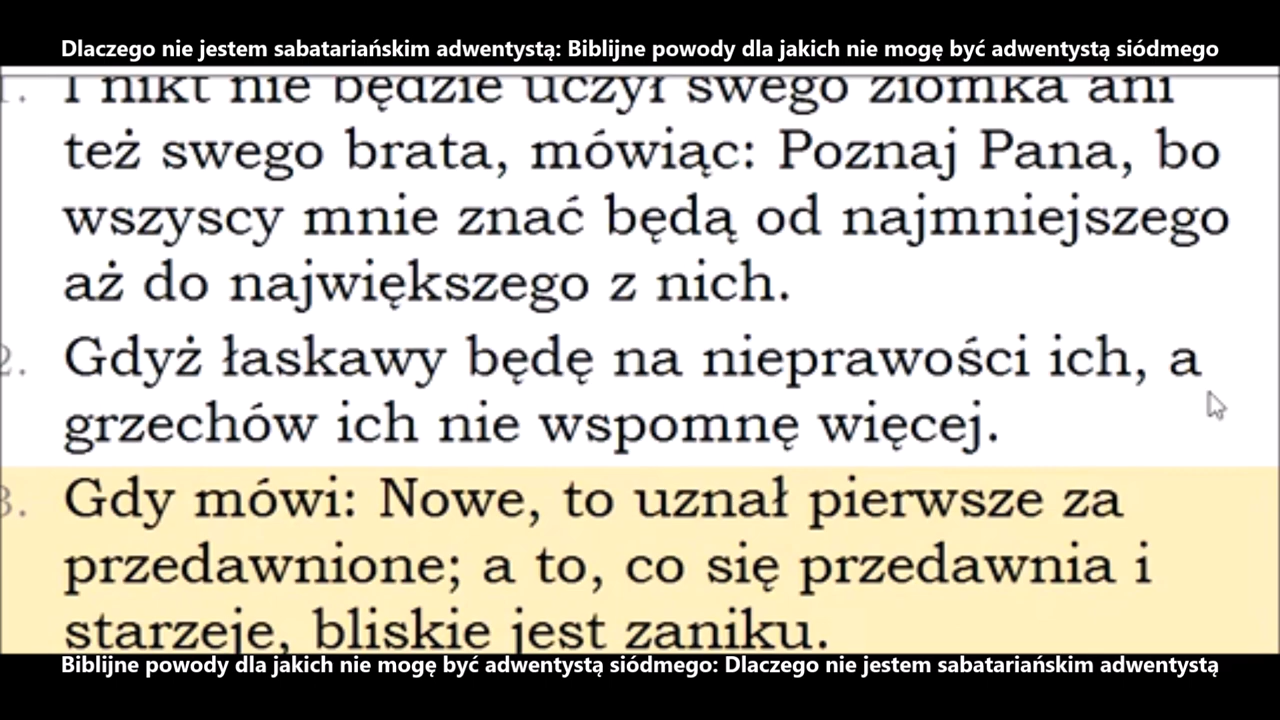 Dlaczego nie jestem sabatariańskim adwentystą: Biblijne powody dla jakich nie mogę być adwentystą siódmego
I nikt nie będzie uczył swego ziomka ani
też swego brata, mówiąc: Poznaj Pana, bo
wszyscy mnie znać będą od najmniejszego
aż do największego z nich.
2. Gdyż łaskawy będę na nieprawości ich, a
grzechów ich nie wspomnę więcej.
3. Gdy mówi: Nowe, to uznał pierwsze za
przedawnione; a to, co się przedawnia i
starzeje, bliskie jest zaniku.
Biblijne powody dla jakich nie mogę być adwentystą siódmego: Dlaczego nie jestem sabatariańskim adwentystą